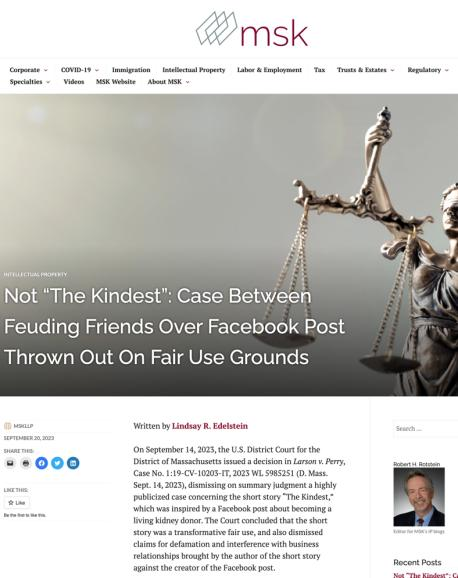 msk
Corporate
COVID-19
Immigration
Intellectual Property
Labor & Employment
Tax
Trusts & Estates
Regulatory
Specialties
Videos
MSK Website
About MSK
INTELLECTUAL PROPERTY
Not “The Kindest”: Case Between
Feuding Friends Over Facebook Post
Thrown Out On Fair Use Grounds
MSKLLP
SEPTEMBER 20, 2023
SHARE THIS:
LIKE THIS:
Like
Be the first to like this.
Written by Lindsay R. Edelstein
On September 14, 2023, the U.S. District Court for the
District of Massachusetts issued a decision in Larson v. Perry,
Case No. 1:19-CV-10203-IT, 2023 WL 5985251 (D. Mass.
Sept. 14, 2023), dismissing on summary judgment a highly
publicized case concerning the short story “The Kindest,”
which was inspired by a Facebook post about becoming a
living kidney donor. The Court concluded that the short
story was a transformative fair use, and also dismissed
claims for defamation and interference with business
relationships brought by the author of the short story
against the creator of the Facebook post.
Search ...
Robert H. Rotstein
Editor for MSK's IP blogs
Recent Posts
Not “The Kindest”: